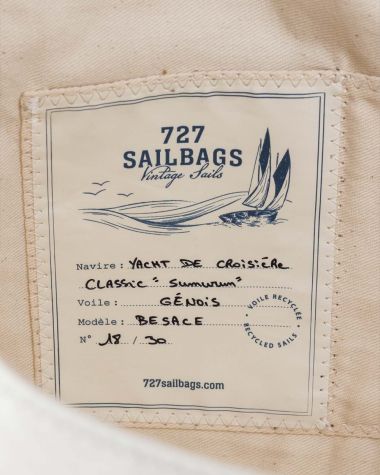 727
SAILBAGS
Vintage Sails
Navire : YACHT DE CROISIÈRE
CLASSIC "Sumurun"
Voile : GÉNOIS
Modèle : BESACE
N° 18 / 30
VOILE RECYCLÉE
RECYCLED SAILS
727sailbags.com